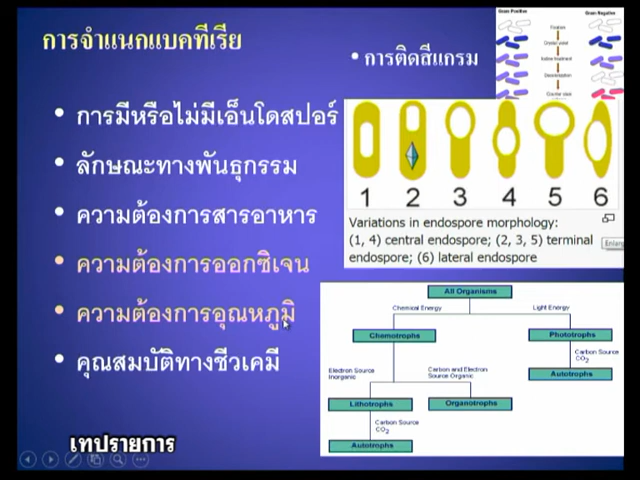 การจำแนกแบคทีเรีย
• การติดสีแกรม
• การมีหรือไม่มีเอ็นโดสปอร์
• ลักษณะทางพันธุกรรม
• ความต้องการสารอาหาร
• ความต้องการออกซิเจน
• ความต้องการอุณหภูมิ
• คุณสมบัติทางชีวเคมี
เทปรายการ
Gram Positive
Gram Negative
Fixation
Crystal violet
Iodine treatment
Decolorization
Counter stain
1 2 3 4 5 6
Variations in endospore morphology:
(1, 4) central endospore; (2, 3, 5) terminal
endospore; (6) lateral endospore
Enlarg
All Organisms
Chemical Energy
Light Energy
Chemotrophs
Phototrophs
Carbon Source
CO2
Autotrophs
Electron Source
Inorganic
Carbon and Electron
Source Organic
Lithotrophs
Organotrophs
Carbon Source
CO2
Autotrophs